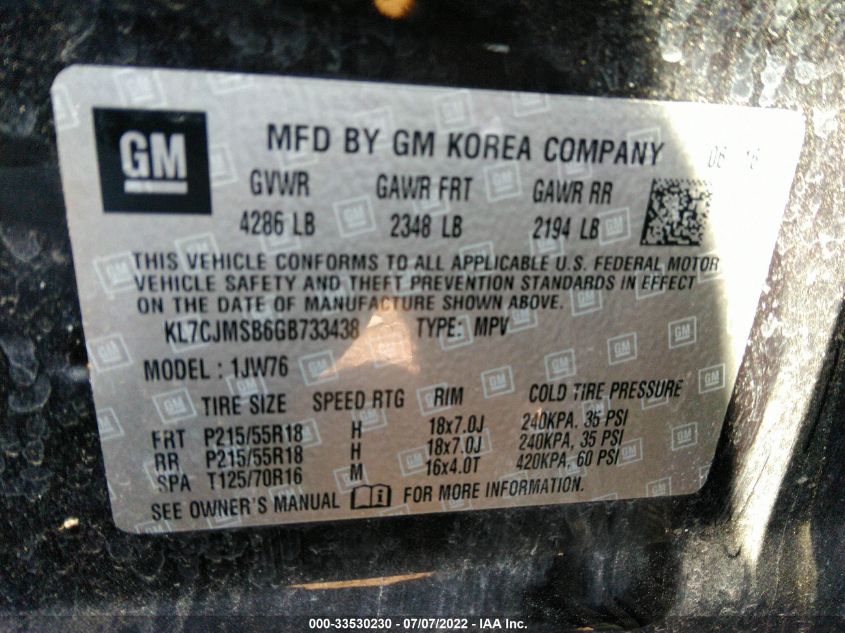 GM
MFD BY GM KOREA COMPANY 06 16
GVWR GAWR FRT GAWR RR
4286 LB 2348 LB 2194 LB
THIS VEHICLE CONFORMS TO ALL APPLICABLE U.S. FEDERAL MOTOR
VEHICLE SAFETY AND THEFT PREVENTION STANDARDS IN EFFECT
ON THE DATE OF MANUFACTURE SHOWN ABOVE.
KL7CJMSB6GB733438 TYPE: MPV
MODEL : 1JW76
TIRE SIZE SPEED RTG RIM COLD TIRE PRESSURE
FRT P215/55R18 H 18x7.0J 240KPA, 35 PSI
RR P215/55R18 H 18x7.0J 240KPA, 35 PSI
SPA T125/70R16 M 16x4.0T 420KPA, 60 PSI
SEE OWNER'S MANUAL FOR MORE INFORMATION.
000-33530230 - 07/07/2022 - IAA Inc.